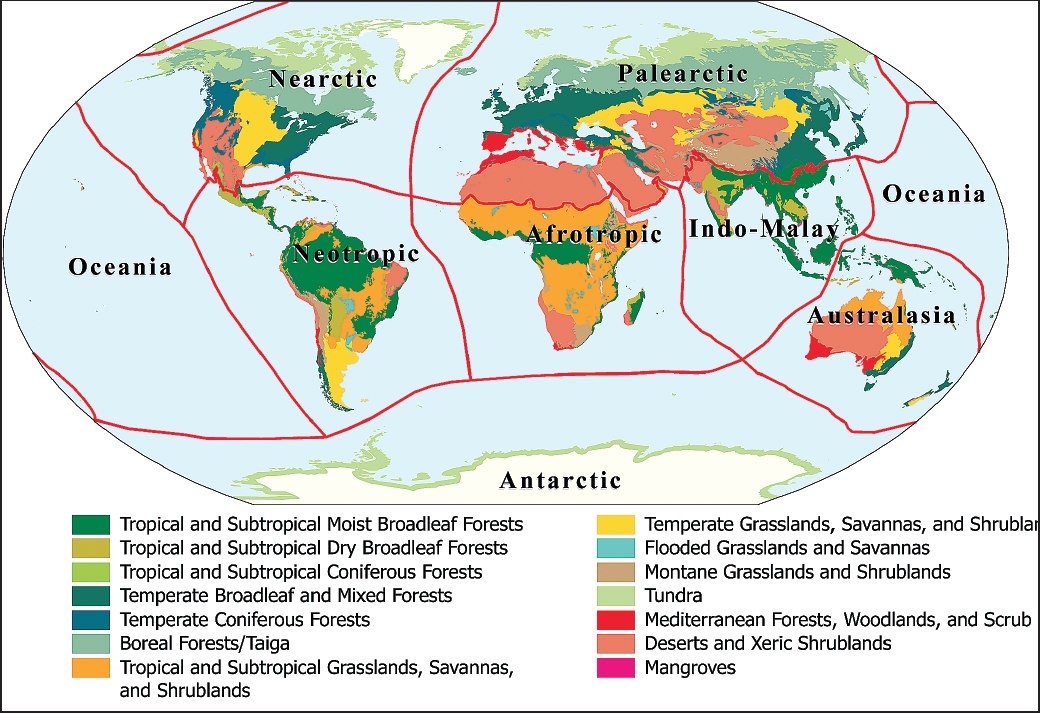 Nearctic
Palearctic
Oceania
Oceania
Neotropic
Afrotropic
Indo-Malay
Australasia
Antarctic
Tropical and Subtropical Moist Broadleaf Forests
Tropical and Subtropical Dry Broadleaf Forests
Tropical and Subtropical Coniferous Forests
Temperate Broadleaf and Mixed Forests
Temperate Coniferous Forests
Boreal Forests/Taiga
Tropical and Subtropical Grasslands, Savannas,
and Shrublands
Temperate Grasslands, Savannas, and Shrublan
Flooded Grasslands and Savannas
Montane Grasslands and Shrublands
Tundra
Mediterranean Forests, Woodlands, and Scrub
Deserts and Xeric Shrublands
Mangroves